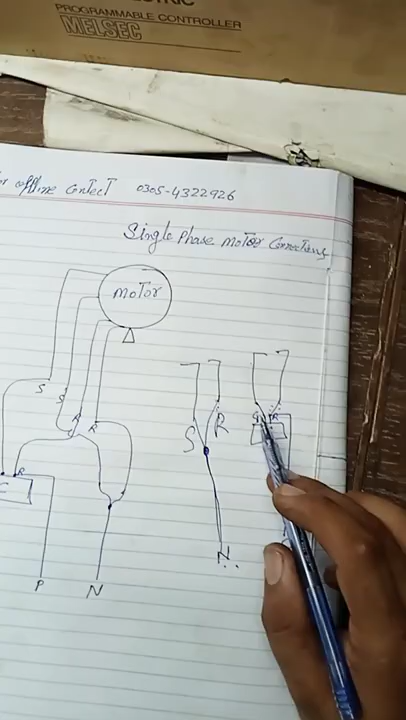 PROGRAMMABLE CONTROLLER
MELSEC
offline Contect 0305-4322926
Single Phase motor Connections
motor
S
S
R
R
C
P
N
S
R
N
R